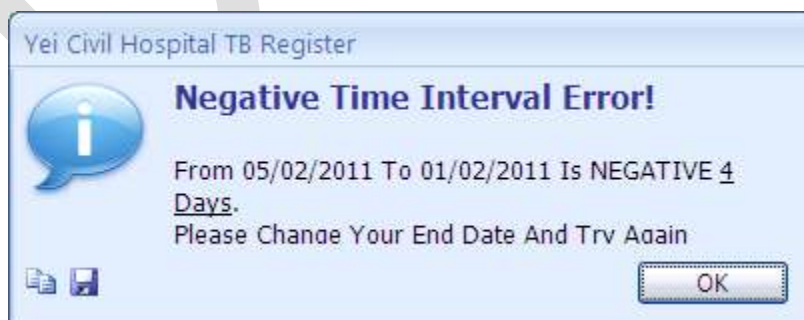 Yei Civil Hospital TB Register
Negative Time Interval Error!
From 05/02/2011 To 01/02/2011 Is NEGATIVE 4
Days.
Please Change Your End Date And Try Again
OK